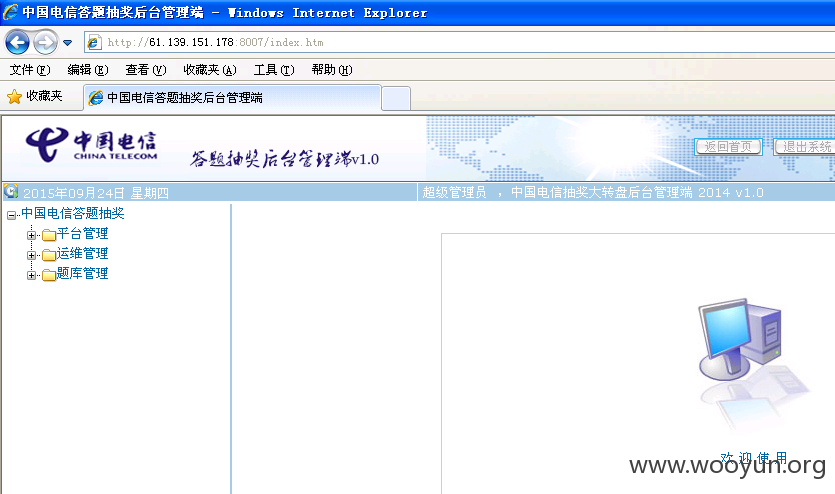 中国电信答题抽奖后台管理端 - Windows Internet Explorer
http://61.139.151.178:8007/index.htm
文件(F) 编辑(E) 查看(V) 收藏夹(A) 工具(T) 帮助(H)
收藏夹 中国电信答题抽奖后台管理端
中国电信
CHINA TELECOM
答题抽奖后台管理端v1.0
返回首页 退出系统
2015年09月24日 星期四 超级管理员 ，中国电信抽奖大转盘后台管理端 2014 v1.0
中国电信答题抽奖
平台管理
运维管理
题库管理
欢迎使用
www.wooyun.org